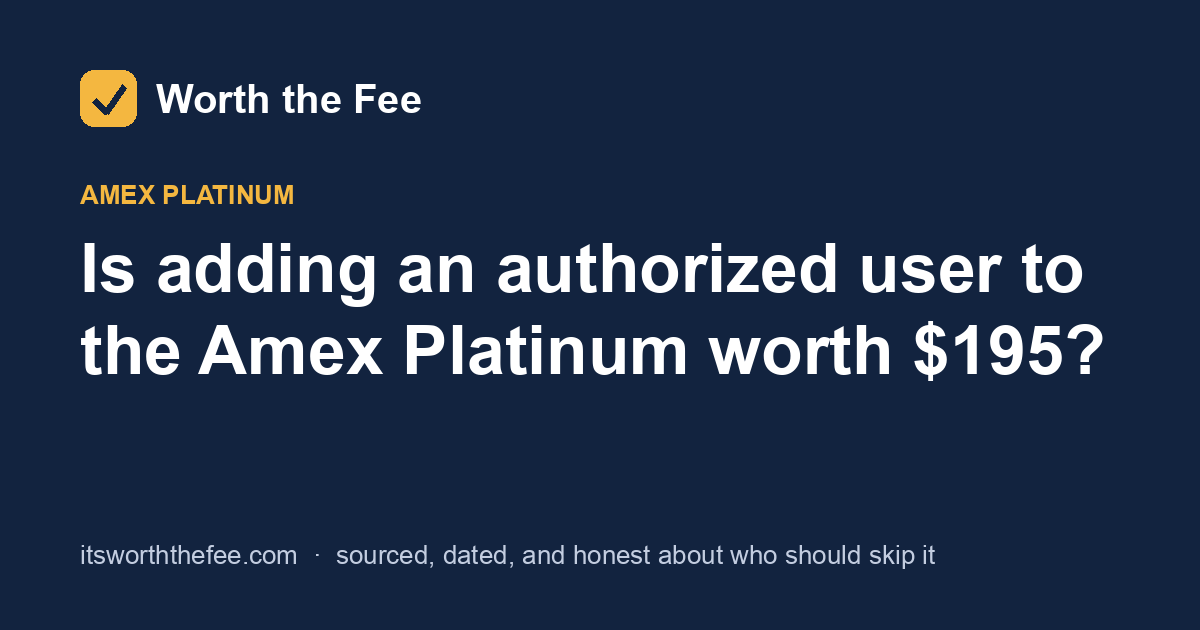 Worth the Fee
AMEX PLATINUM
Is adding an authorized user to
the Amex Platinum worth $195?
itsworththefee.com · sourced, dated, and honest about who should skip it